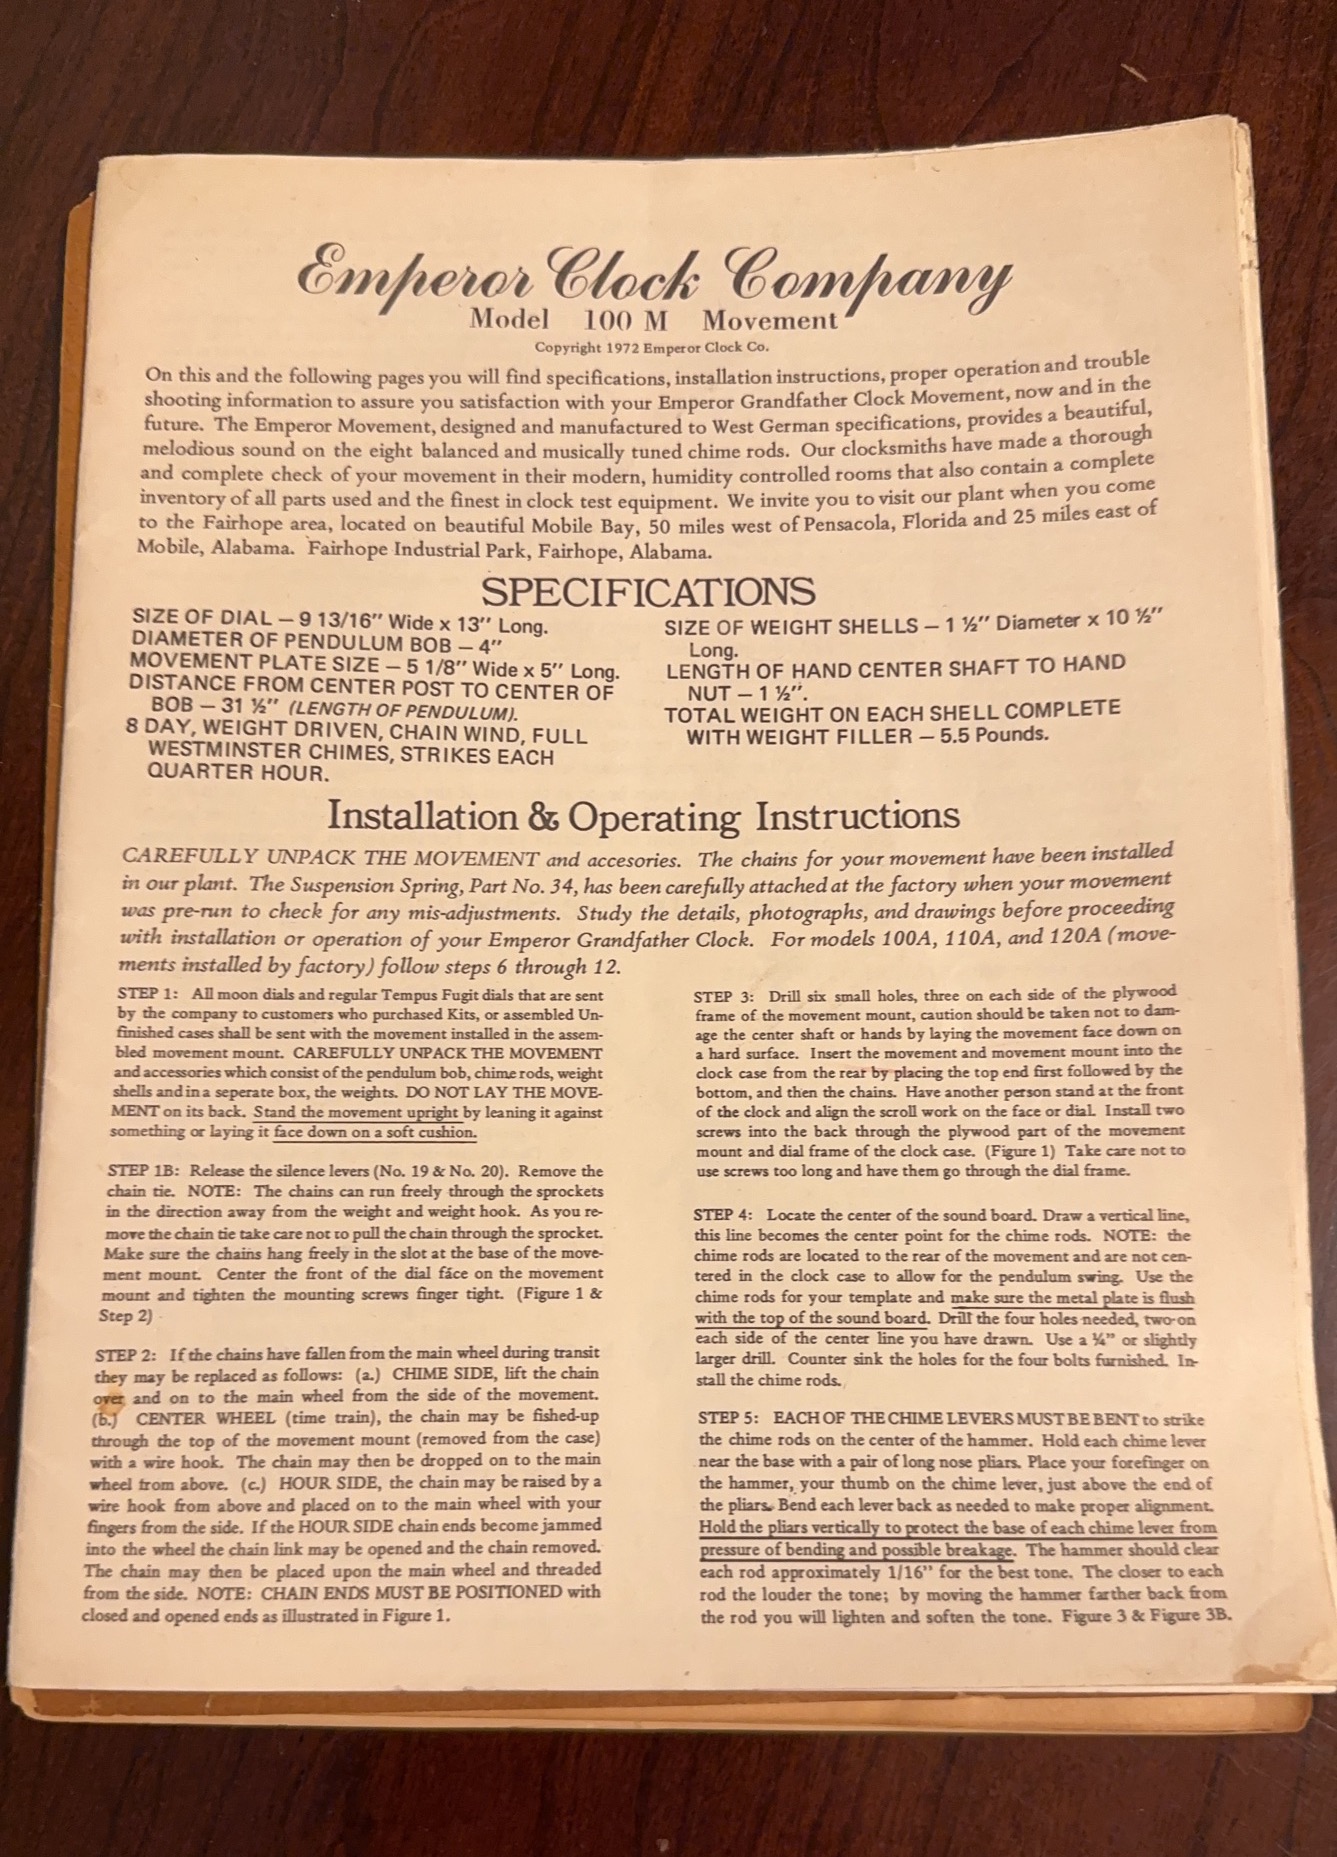 Emperor Clock Company
Model 100 M Movement
Copyright 1972 Emperor Clock Co.
On this and the following pages you will find specifications, installation instructions, proper operation and trouble
shooting information to assure you satisfaction with your Emperor Grandfather Clock Movement, now and in the
future. The Emperor Movement, designed and manufactured to West German specifications, provides a beautiful,
melodious sound on the eight balanced and musically tuned chime rods. Our clocksmiths have made a thorough
and complete check of your movement in their modern, humidity controlled rooms that also contain a complete
inventory of all parts used and the finest in clock test equipment. We invite you to visit our plant when you come
to the Fairhope area, located on beautiful Mobile Bay, 50 miles west of Pensacola, Florida and 25 miles east of
Mobile, Alabama. Fairhope Industrial Park, Fairhope, Alabama.
SPECIFICATIONS
SIZE OF DIAL – 9 13/16" Wide x 13" Long.
DIAMETER OF PENDULUM BOB – 4"
MOVEMENT PLATE SIZE – 5 1/8" Wide x 5" Long.
DISTANCE FROM CENTER POST TO CENTER OF
BOB – 31 ½" (LENGTH OF PENDULUM).
8 DAY, WEIGHT DRIVEN, CHAIN WIND, FULL
WESTMINSTER CHIMES, STRIKES EACH
QUARTER HOUR.
SIZE OF WEIGHT SHELLS – 1 ½" Diameter x 10 ½"
Long.
LENGTH OF HAND CENTER SHAFT TO HAND
NUT – 1 ½".
TOTAL WEIGHT ON EACH SHELL COMPLETE
WITH WEIGHT FILLER – 5.5 Pounds.
Installation & Operating Instructions
CAREFULLY UNPACK THE MOVEMENT and accesories. The chains for your movement have been installed
in our plant. The Suspension Spring, Part No. 34, has been carefully attached at the factory when your movement
was pre-run to check for any mis-adjustments. Study the details, photographs, and drawings before proceeding
with installation or operation of your Emperor Grandfather Clock. For models 100A, 110A, and 120A (move-
ments installed by factory) follow steps 6 through 12.
STEP 1: All moon dials and regular Tempus Fugit dials that are sent
by the company to customers who purchased Kits, or assembled Un-
finished cases shall be sent with the movement installed in the assem-
bled movement mount. CAREFULLY UNPACK THE MOVEMENT
and accessories which consist of the pendulum bob, chime rods, weight
shells and in a seperate box, the weights. DO NOT LAY THE MOVE-
MENT on its back. Stand the movement upright by leaning it against
something or laying it face down on a soft cushion.
STEP 1B: Release the silence levers (No. 19 & No. 20). Remove the
chain tie. NOTE: The chains can run freely through the sprockets
in the direction away from the weight and weight hook. As you re-
move the chain tie take care not to pull the chain through the sprocket.
Make sure the chains hang freely in the slot at the base of the move-
ment mount. Center the front of the dial face on the movement
mount and tighten the mounting screws finger tight. (Figure 1 &
Step 2)
STEP 2: If the chains have fallen from the main wheel during transit
they may be replaced as follows: (a.) CHIME SIDE, lift the chain
over and on to the main wheel from the side of the movement.
(b.) CENTER WHEEL (time train), the chain may be fished-up
through the top of the movement mount (removed from the case)
with a wire hook. The chain may then be dropped on to the main
wheel from above. (c.) HOUR SIDE, the chain may be raised by a
wire hook from above and placed on to the main wheel with your
fingers from the side. If the HOUR SIDE chain ends become jammed
into the wheel the chain link may be opened and the chain removed.
The chain may then be placed upon the main wheel and threaded
from the side. NOTE: CHAIN ENDS MUST BE POSITIONED with
closed and opened ends as illustrated in Figure 1.
STEP 3: Drill six small holes, three on each side of the plywood
frame of the movement mount, caution should be taken not to dam-
age the center shaft or hands by laying the movement face down on
a hard surface. Insert the movement and movement mount into the
clock case from the rear by placing the top end first followed by the
bottom, and then the chains. Have another person stand at the front
of the clock and align the scroll work on the face or dial. Install two
screws into the back through the plywood part of the movement
mount and dial frame of the clock case. (Figure 1) Take care not to
use screws too long and have them go through the dial frame.
STEP 4: Locate the center of the sound board. Draw a vertical line,
this line becomes the center point for the chime rods. NOTE: the
chime rods are located to the rear of the movement and are not cen-
tered in the clock case to allow for the pendulum swing. Use the
chime rods for your template and make sure the metal plate is flush
with the top of the sound board. Drill the four holes needed, two on
each side of the center line you have drawn. Use a ¼" or slightly
larger drill. Counter sink the holes for the four bolts furnished. In-
stall the chime rods.
STEP 5: EACH OF THE CHIME LEVERS MUST BE BENT to strike
the chime rods on the center of the hammer. Hold each chime lever
near the base with a pair of long nose pliars. Place your forefinger on
the hammer, your thumb on the chime lever, just above the end of
the pliars. Bend each lever back as needed to make proper alignment.
Hold the pliars vertically to protect the base of each chime lever from
pressure of bending and possible breakage. The hammer should clear
each rod approximately 1/16" for the best tone. The closer to each
rod the louder the tone; by moving the hammer farther back from
the rod you will lighten and soften the tone. Figure 3 & Figure 3B.